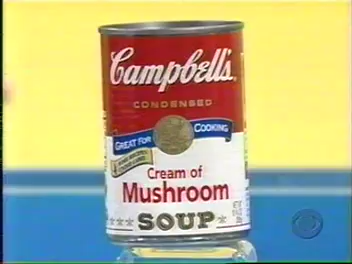 Campbell's
CONDENSED
GREAT FOR COOKING
Cream of
Mushroom
SOUP